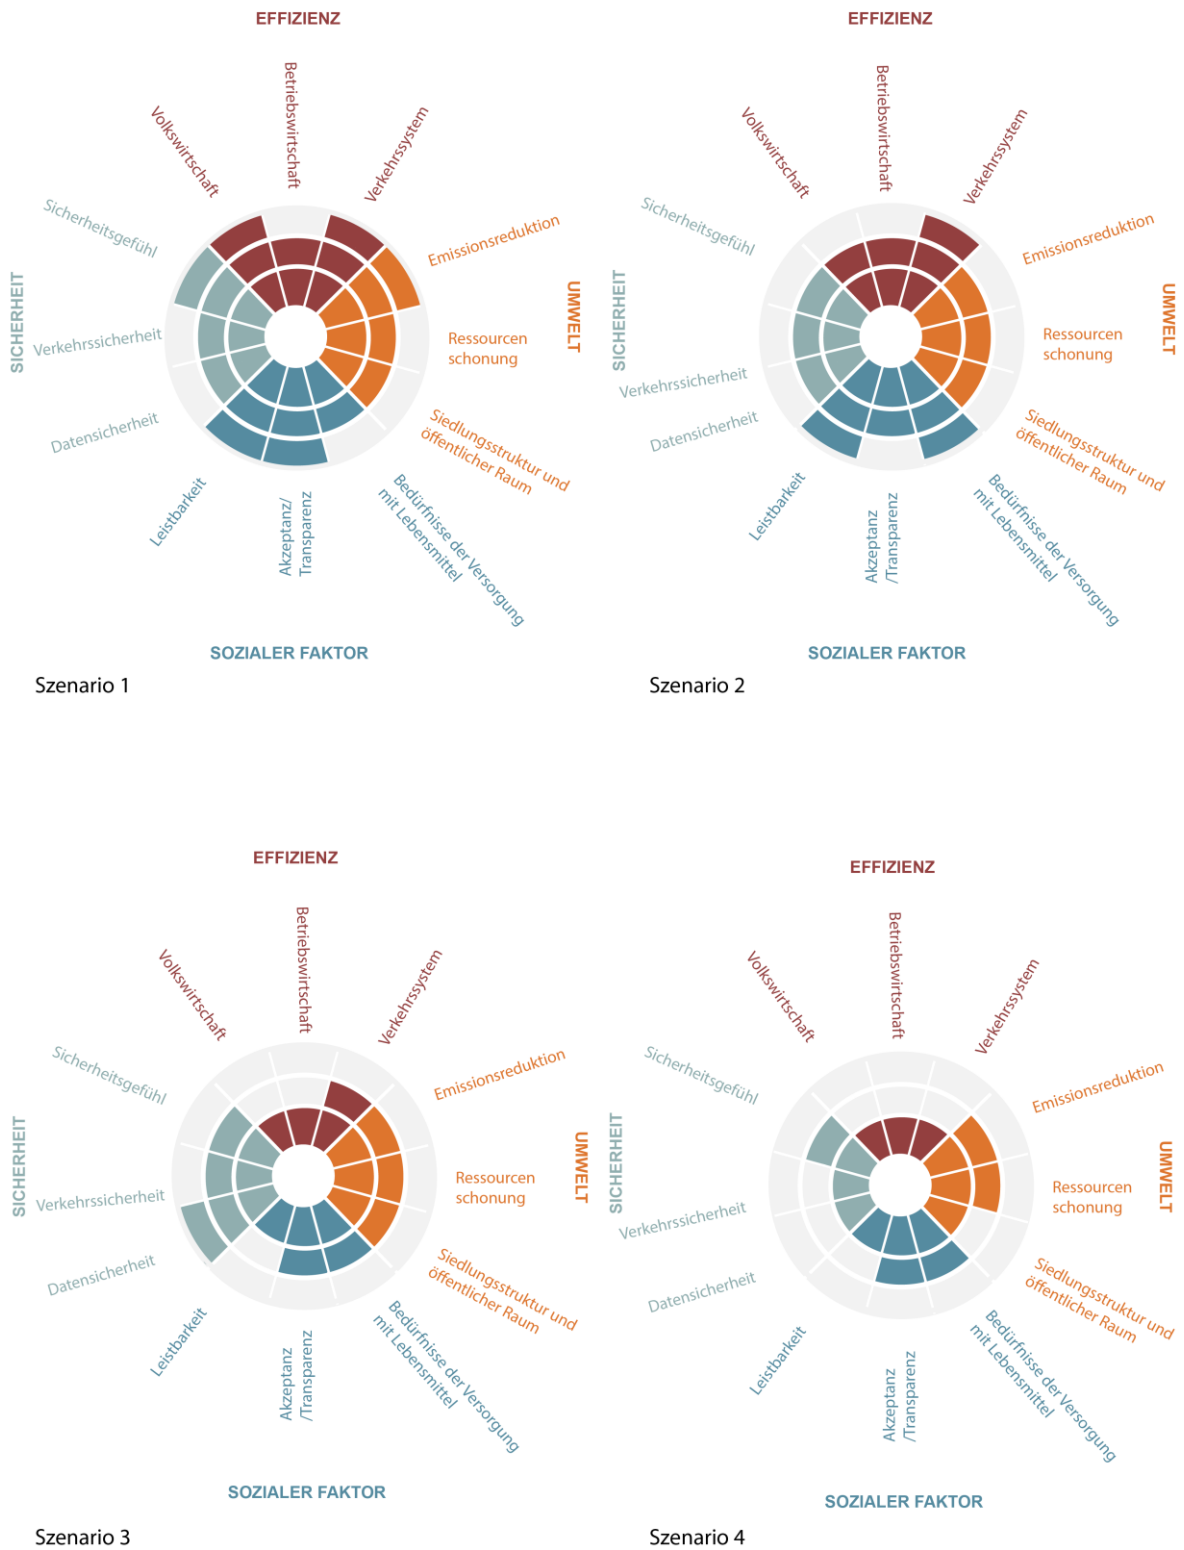 EFFIZIENZ
Volkswirtschaft
Betriebswirtschaft
Verkehrssystem
Sicherheitsgefühl
Emissionsreduktion
SICHERHEIT
Verkehrssicherheit
Ressourcen
schonung
UMWELT
Datensicherheit
Siedlungsstruktur und
öffentlicher Raum
Leistbarkeit
Akzeptanz/
Transparenz
Bedürfnisse der Versorgung
mit Lebensmittel
SOZIALER FAKTOR
Szenario 1
EFFIZIENZ
Volkswirtschaft
Betriebswirtschaft
Verkehrssystem
Sicherheitsgefühl
Emissionsreduktion
SICHERHEIT
Verkehrssicherheit
Ressourcen
schonung
UMWELT
Datensicherheit
Siedlungsstruktur und
öffentlicher Raum
Leistbarkeit
Akzeptanz
/Transparenz
Bedürfnisse der Versorgung
mit Lebensmittel
SOZIALER FAKTOR
Szenario 2
EFFIZIENZ
Volkswirtschaft
Betriebswirtschaft
Verkehrssystem
Sicherheitsgefühl
Emissionsreduktion
SICHERHEIT
Verkehrssicherheit
Ressourcen
schonung
UMWELT
Datensicherheit
Siedlungsstruktur und
öffentlicher Raum
Leistbarkeit
Akzeptanz
/Transparenz
Bedürfnisse der Versorgung
mit Lebensmittel
SOZIALER FAKTOR
Szenario 3
EFFIZIENZ
Volkswirtschaft
Betriebswirtschaft
Verkehrssystem
Sicherheitsgefühl
Emissionsreduktion
SICHERHEIT
Verkehrssicherheit
Ressourcen
schonung
UMWELT
Datensicherheit
Siedlungsstruktur und
öffentlicher Raum
Leistbarkeit
Akzeptanz
/Transparenz
Bedürfnisse der Versorgung
mit Lebensmittel
SOZIALER FAKTOR
Szenario 4